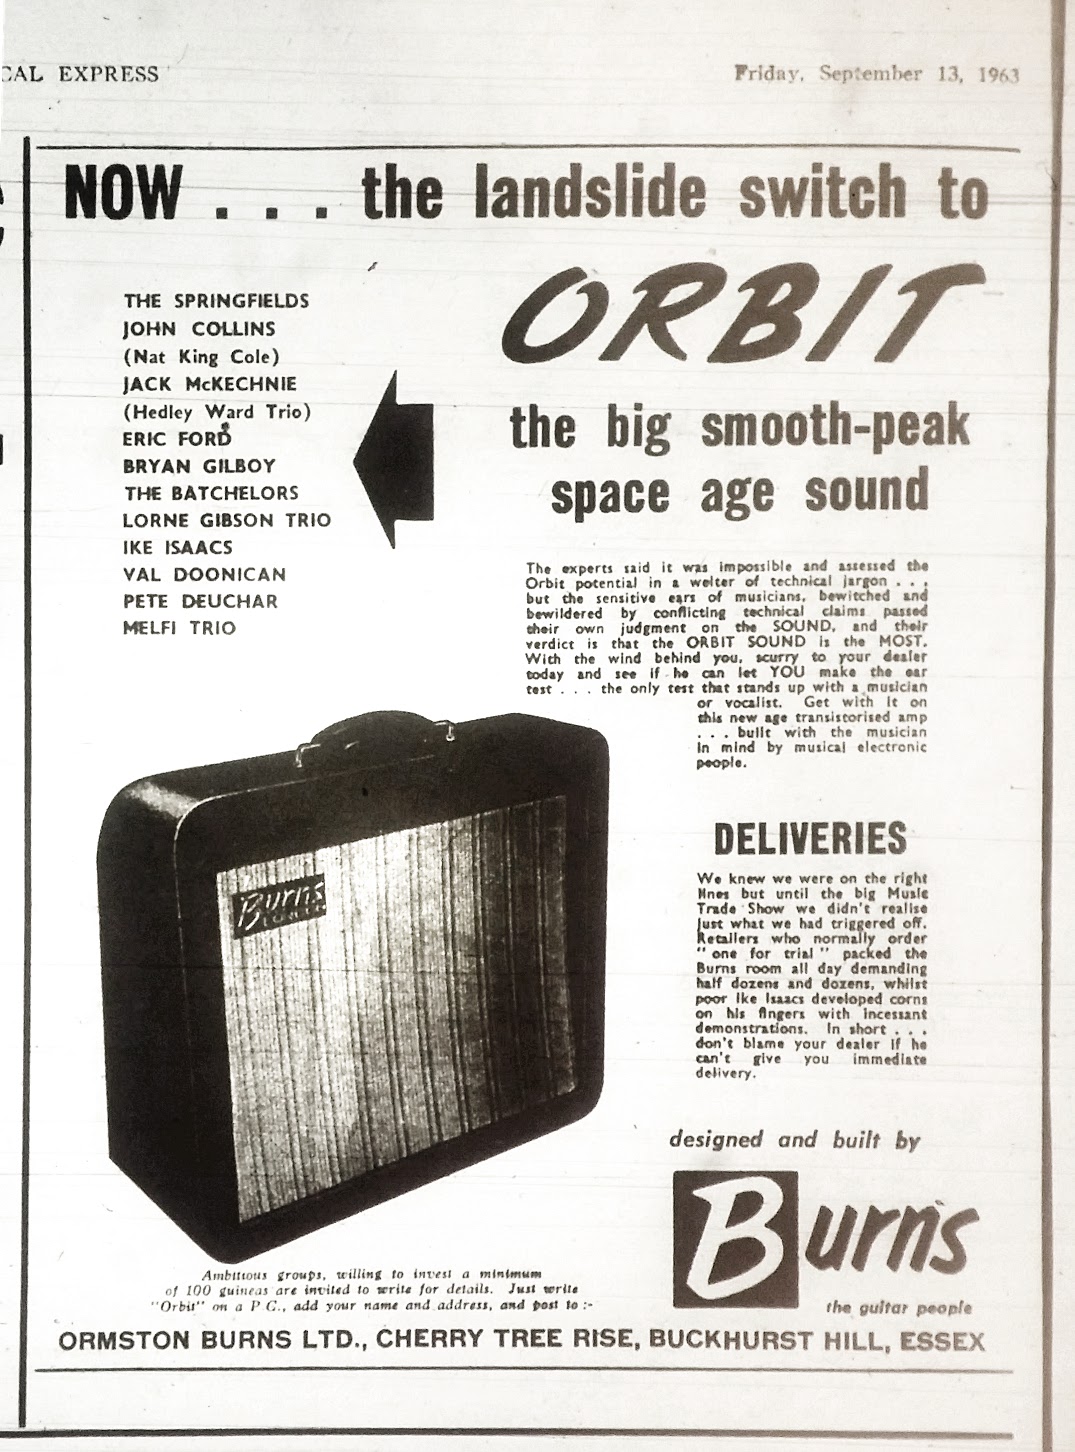 CAL EXPRESS
Friday, September 13, 1963
NOW . . . the landslide switch to
ORBIT
the big smooth-peak
space age sound
THE SPRINGFIELDS
JOHN COLLINS
(Nat King Cole)
JACK McKECHNIE
(Hedley Ward Trio)
ERIC FORD
BRYAN GILBOY
THE BATCHELORS
LORNE GIBSON TRIO
IKE ISAACS
VAL DOONICAN
PETE DEUCHAR
MELFI TRIO
The experts said it was impossible and assessed the
Orbit potential in a welter of technical jargon . . .
but the sensitive ears of musicians, bewitched and
bewildered by conflicting technical claims passed
their own judgment on the SOUND, and their
verdict is that the ORBIT SOUND is the MOST.
With the wind behind you, scurry to your dealer
today and see if he can let YOU make the ear
test . . . the only test that stands up with a musician
or vocalist. Get with it on
this new age transistorised amp
. . . built with the musician
in mind by musical electronic
people.
Burns
LONDON
DELIVERIES
We knew we were on the right
lines but until the big Music
Trade Show we didn't realise
just what we had triggered off.
Retailers who normally order
"one for trial" packed the
Burns room all day demanding
half dozens and dozens, whilst
poor Ike Isaacs developed corns
on his fingers with incessant
demonstrations. In short . . .
don't blame your dealer if he
can't give you immediate
delivery.
designed and built by
Burns
the guitar people
Ambitious groups, willing to invest a minimum
of 100 guineas are invited to write for details. Just write
"Orbit" on a P.C., add your name and address, and post to :-
ORMSTON BURNS LTD., CHERRY TREE RISE, BUCKHURST HILL, ESSEX